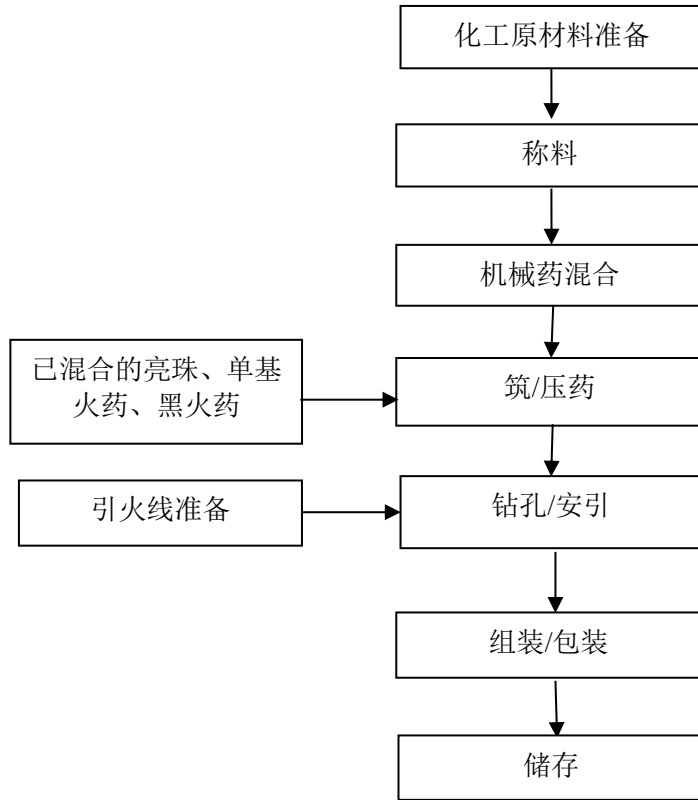 化工原材料准备
称料
机械药混合
已混合的亮珠、单基
火药、黑火药
筑/压药
引火线准备
钻孔/安引
组装/包装
储存